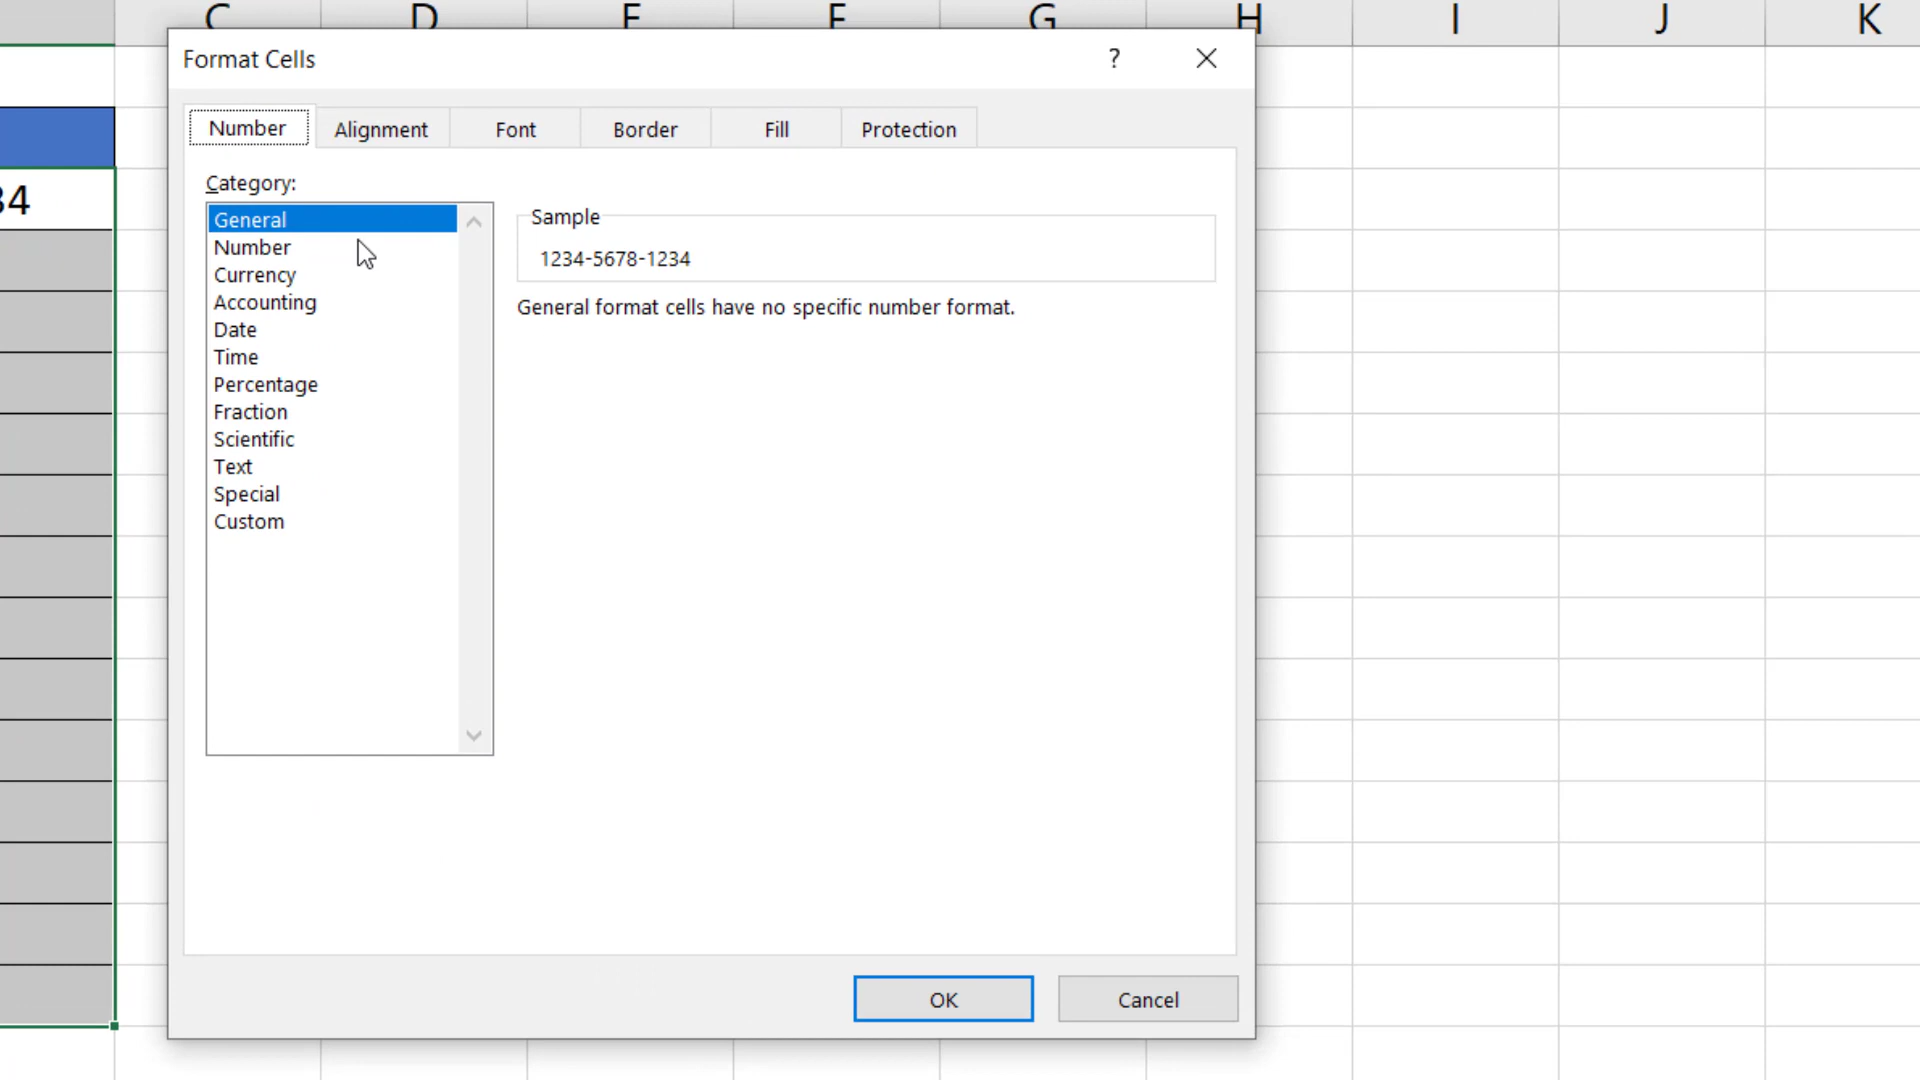 C D E F G H I J K
Format Cells ?
Number Alignment Font Border Fill Protection
34
Category:
General
Number
Currency
Accounting
Date
Time
Percentage
Fraction
Scientific
Text
Special
Custom
Sample
1234-5678-1234
General format cells have no specific number format.
OK Cancel